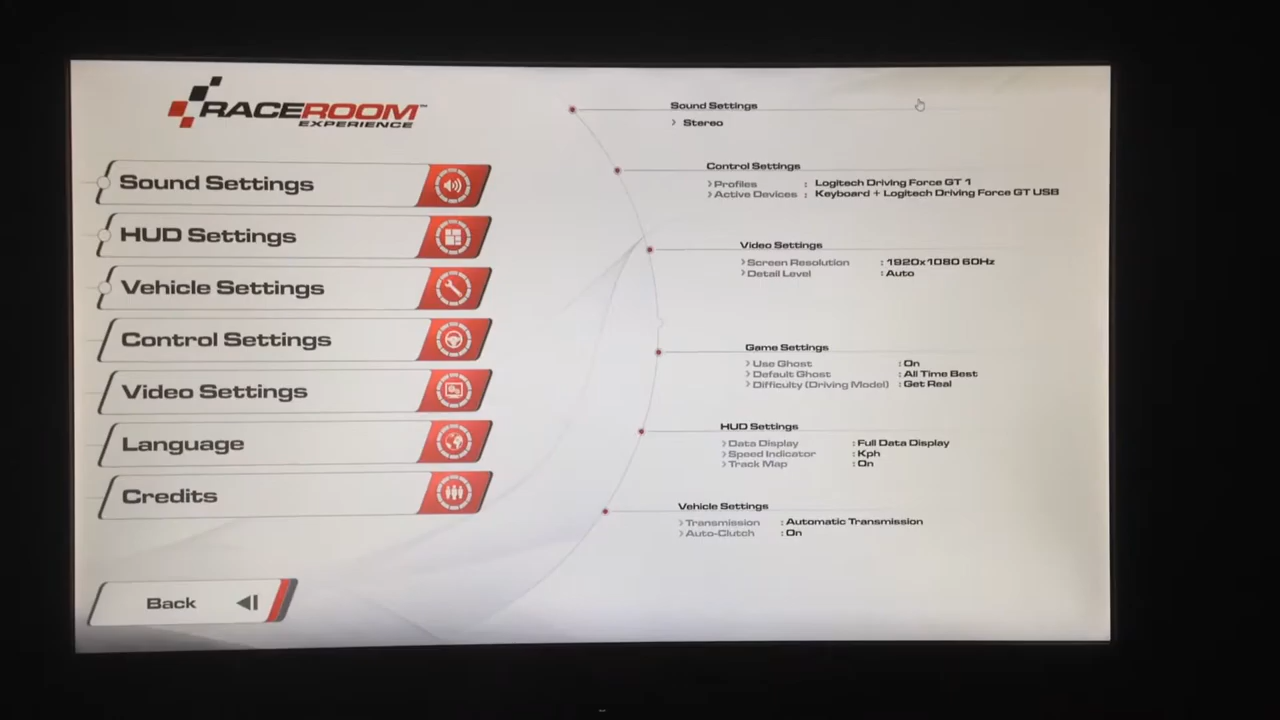 RACEROOM™
EXPERIENCE
Sound Settings
HUD Settings
Vehicle Settings
Control Settings
Video Settings
Language
Credits
Back
Sound Settings
Stereo
Control Settings
Profiles : Logitech Driving Force GT 1
Active Devices : Keyboard + Logitech Driving Force GT USB
Video Settings
Screen Resolution : 1920x1080 60Hz
Detail Level : Auto
Game Settings
Use Ghost : On
Default Ghost : All Time Best
Difficulty (Driving Model) : Get Real
HUD Settings
Data Display : Full Data Display
Speed Indicator : Kph
Track Map : On
Vehicle Settings
Transmission : Automatic Transmission
Auto-Clutch : On